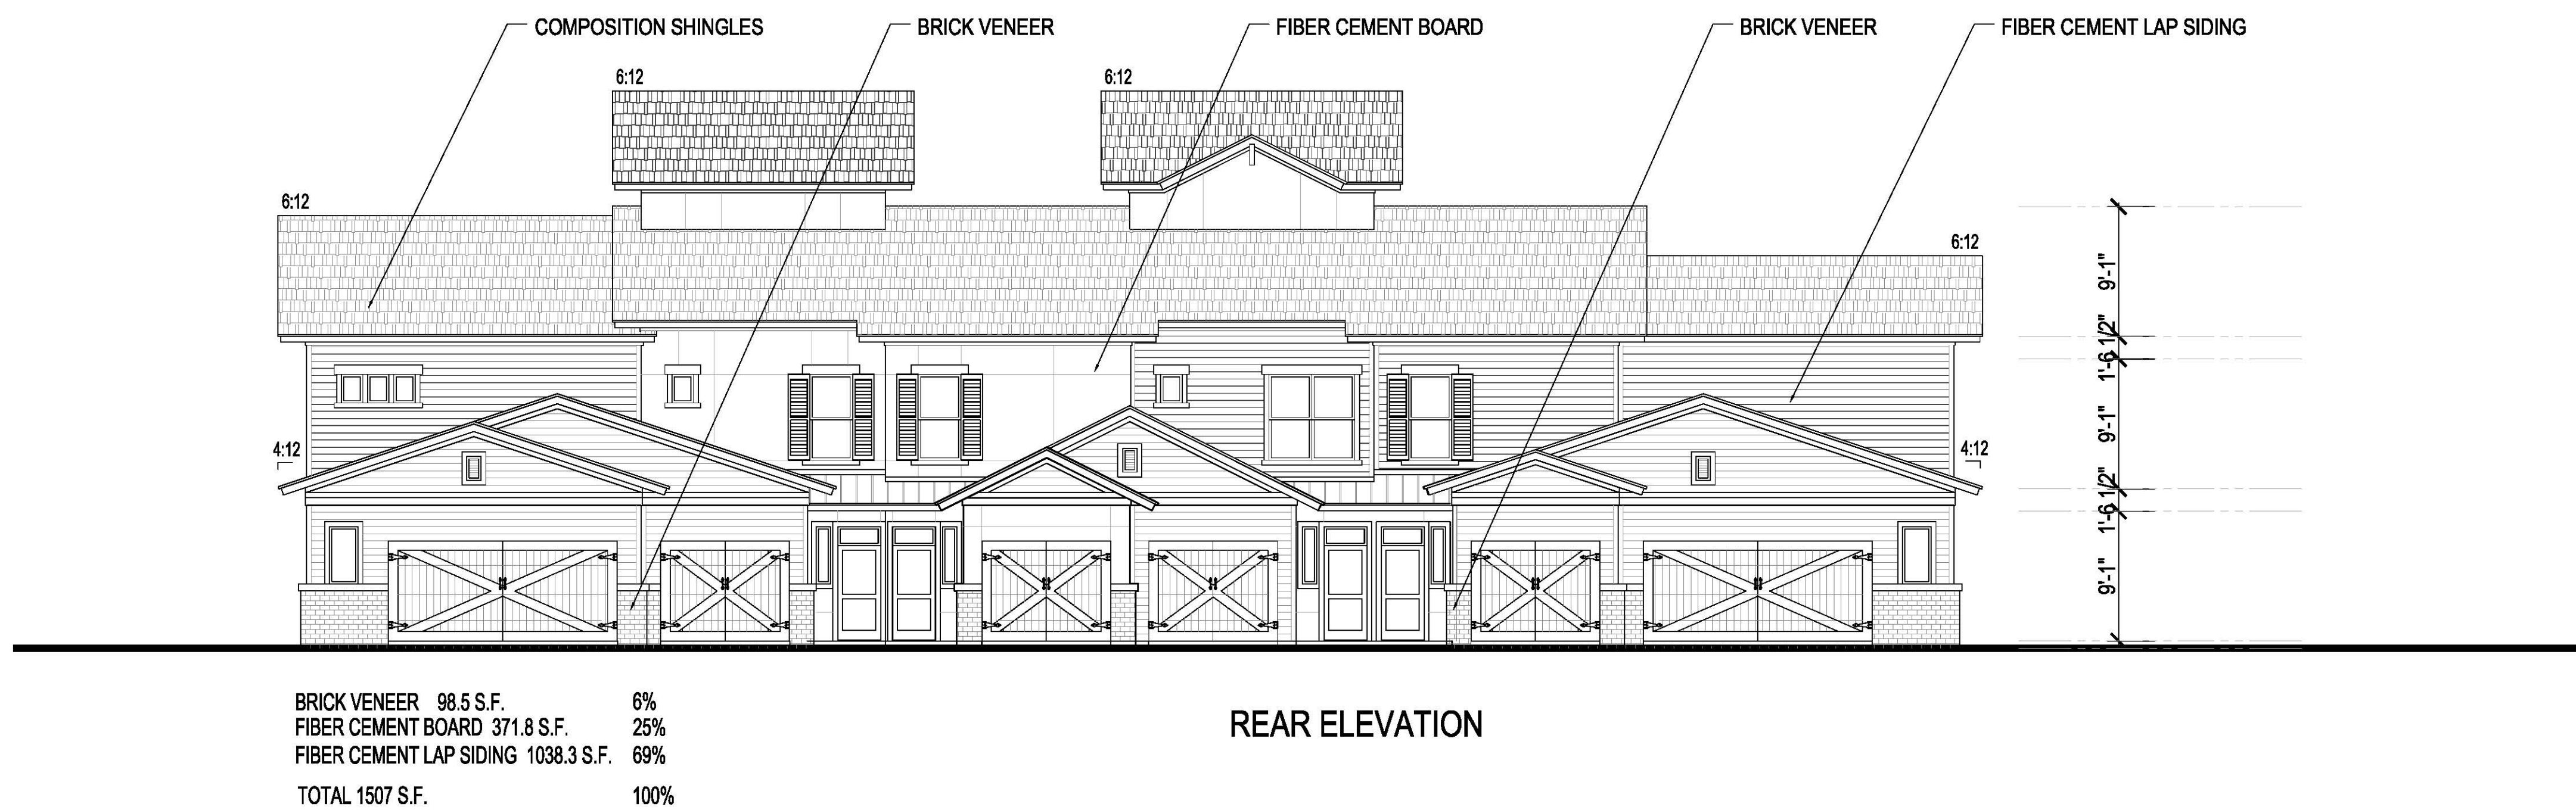 COMPOSITION SHINGLES
BRICK VENEER
FIBER CEMENT BOARD
BRICK VENEER
FIBER CEMENT LAP SIDING
6:12
6:12
6:12
6:12
4:12
4:12
9'-1"
1'-6 1/2"
9'-1"
1'-6 1/2"
9'-1"
BRICK VENEER 98.5 S.F. 6%
FIBER CEMENT BOARD 371.8 S.F. 25%
FIBER CEMENT LAP SIDING 1038.3 S.F. 69%
TOTAL 1507 S.F. 100%
REAR ELEVATION